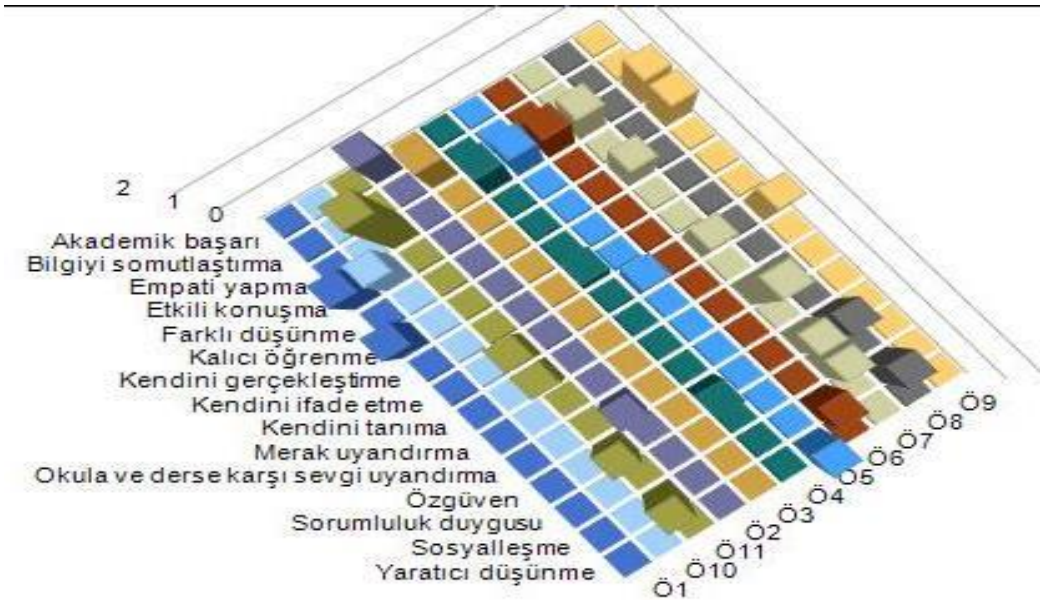 2
1
0
Akademik başarı
Bilgiyi somutlaştırma
Empati yapma
Etkili konuşma
Farklı düşünme
Kalıcı öğrenme
Kendini gerçekleştirme
Kendini ifade etme
Kendini tanıma
Merak uyandırma
Okula ve derse karşı sevgi uyandırma
Özgüven
Sorumluluk duygusu
Sosyalleşme
Yaratıcı düşünme
Ö1
Ö10
Ö11
Ö2
Ö3
Ö4
Ö5
Ö6
Ö7
Ö8
Ö9